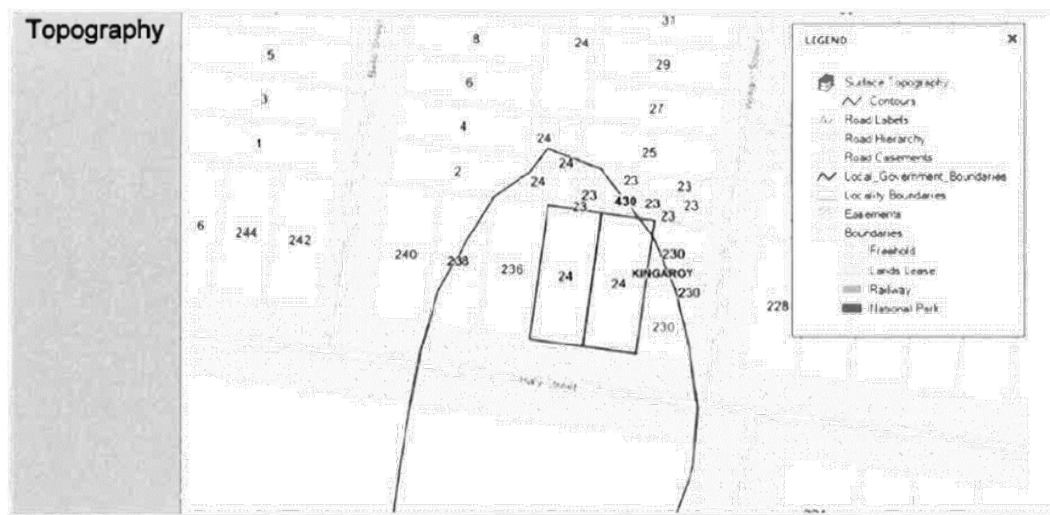 Topography
31
8
24
LEGEND
5
29
6
Surface Topography
3
27
Contours
4
Road Labels
24
Road Hierarchy
1
25
Road Casements
24
2
24
23
Local_Government_Boundaries
23
23
430
23
23
23
23
Locality Boundaries
Easements
6
244
242
240
238
236
230
Boundaries
Freehold
24
24
KINGAROY
Lands Lease
230
Railway
228
National Park
230